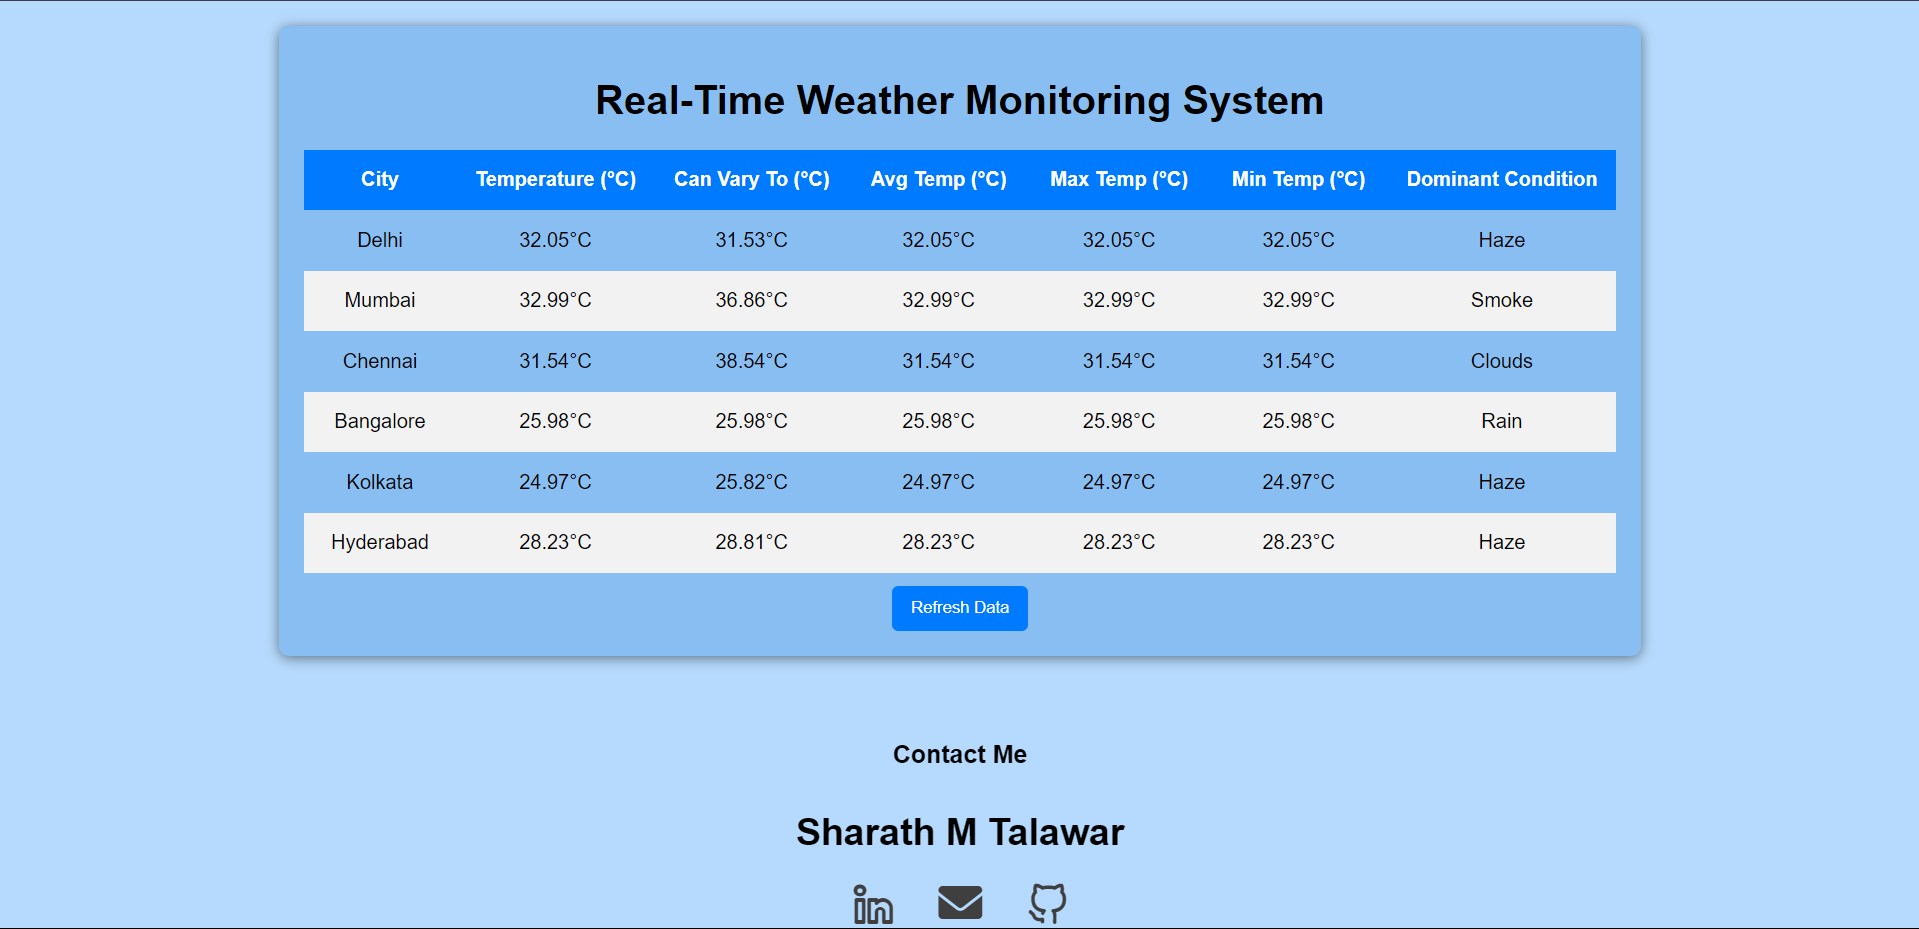 Real-Time Weather Monitoring System
City Temperature (°C) Can Vary To (°C) Avg Temp (°C) Max Temp (°C) Min Temp (°C) Dominant Condition
Delhi 32.05°C 31.53°C 32.05°C 32.05°C 32.05°C Haze
Mumbai 32.99°C 36.86°C 32.99°C 32.99°C 32.99°C Smoke
Chennai 31.54°C 38.54°C 31.54°C 31.54°C 31.54°C Clouds
Bangalore 25.98°C 25.98°C 25.98°C 25.98°C 25.98°C Rain
Kolkata 24.97°C 25.82°C 24.97°C 24.97°C 24.97°C Haze
Hyderabad 28.23°C 28.81°C 28.23°C 28.23°C 28.23°C Haze
Refresh Data
Contact Me
Sharath M Talawar
in